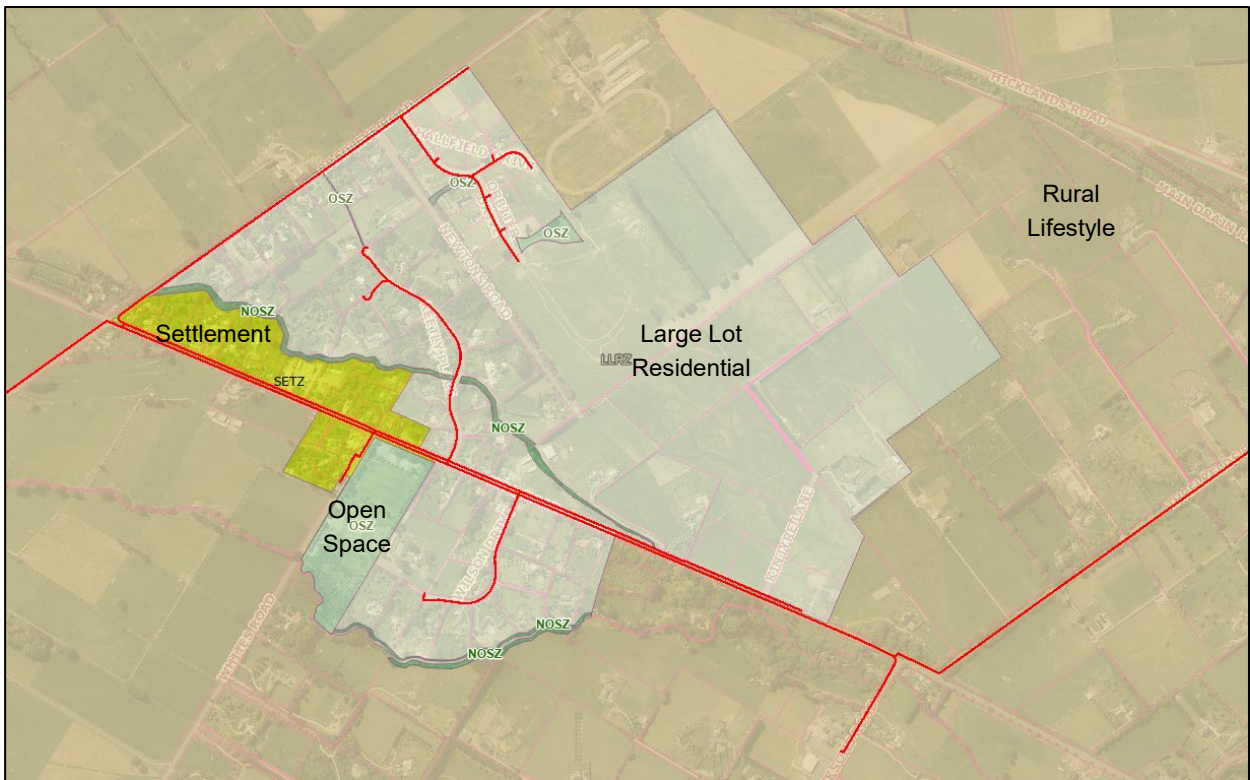 HICKLANDS ROAD
HALLFIELD
OSZ
OSZ
Rural
Lifestyle
MAIN DRAIN R
NEWTONS ROAD
OSZ
NOSZ
Settlement
Large Lot
LLRZ
Residential
SETZ
NOSZ
Open
OSZ
Space
KINTYRE LANE
WILSON
NOSZ
NOSZ
WHITES ROAD